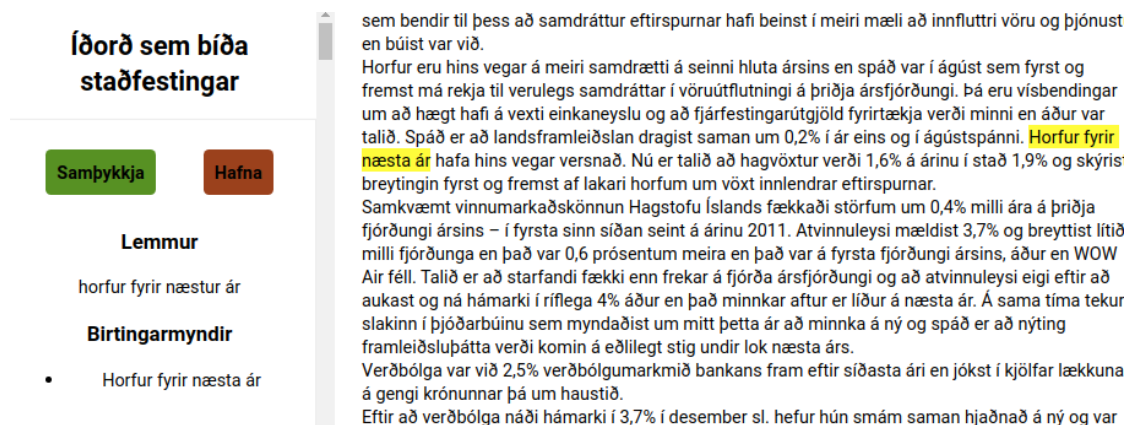 Íðorð sem bíða
staðfestingar
Samþykkja
Hafna
Lemmur
horfur fyrir næstur ár
Birtingarmyndir
Horfur fyrir næsta ár
sem bendir til þess að samdráttur eftirspurnar hafi beinst í meiri mæli að innfluttri vöru og þjónust
en búist var við.
Horfur eru hins vegar á meiri samdrætti á seinni hluta ársins en spáð var í ágúst sem fyrst og
fremst má rekja til verulegs samdráttar í vöruútflutningi á þriðja ársfjórðungi. Þá eru vísbendingar
um að hægt hafi á vexti einkaneyslu og að fjárfestingarútgjöld fyrirtækja verði minni en áður var
talið. Spáð er að landsframleiðslan dragist saman um 0,2% í ár eins og í ágústspánni. Horfur fyrir
næsta ár hafa hins vegar versnað. Nú er talið að hagvöxtur verði 1,6% á árinu í stað 1,9% og skýrist
breytingin fyrst og fremst af lakari horfum um vöxt innlendrar eftirspurnar.
Samkvæmt vinnumarkaðskönnun Hagstofu Íslands fækkaði störfum um 0,4% milli ára á þriðja
fjórðungi ársins – í fyrsta sinn síðan seint á árinu 2011. Atvinnuleysi mældist 3,7% og breyttist lítið
milli fjórðunga en það var 0,6 prósentum meira en það var á fyrsta fjórðungi ársins, áður en WOW
Air féll. Talið er að starfandi fækki enn frekar á fjórða ársfjórðungi og að atvinnuleysi eigi eftir að
aukast og ná hámarki í ríflega 4% áður en það minnkar aftur er líður á næsta ár. Á sama tíma tekur
slakinn í þjóðarbúinu sem myndaðist um mitt þetta ár að minnka á ný og spáð er að nýting
framleiðsluþátta verði komin á eðlilegt stig undir lok næsta árs.
Verðbólga var við 2,5% verðbólgumarkmið bankans fram eftir síðasta ári en jókst í kjölfar lækkuna
á gengi krónunnar þá um haustið.
Eftir að verðbólga náði hámarki í 3,7% í desember sl. hefur hún smám saman hjaðnað á ný og var